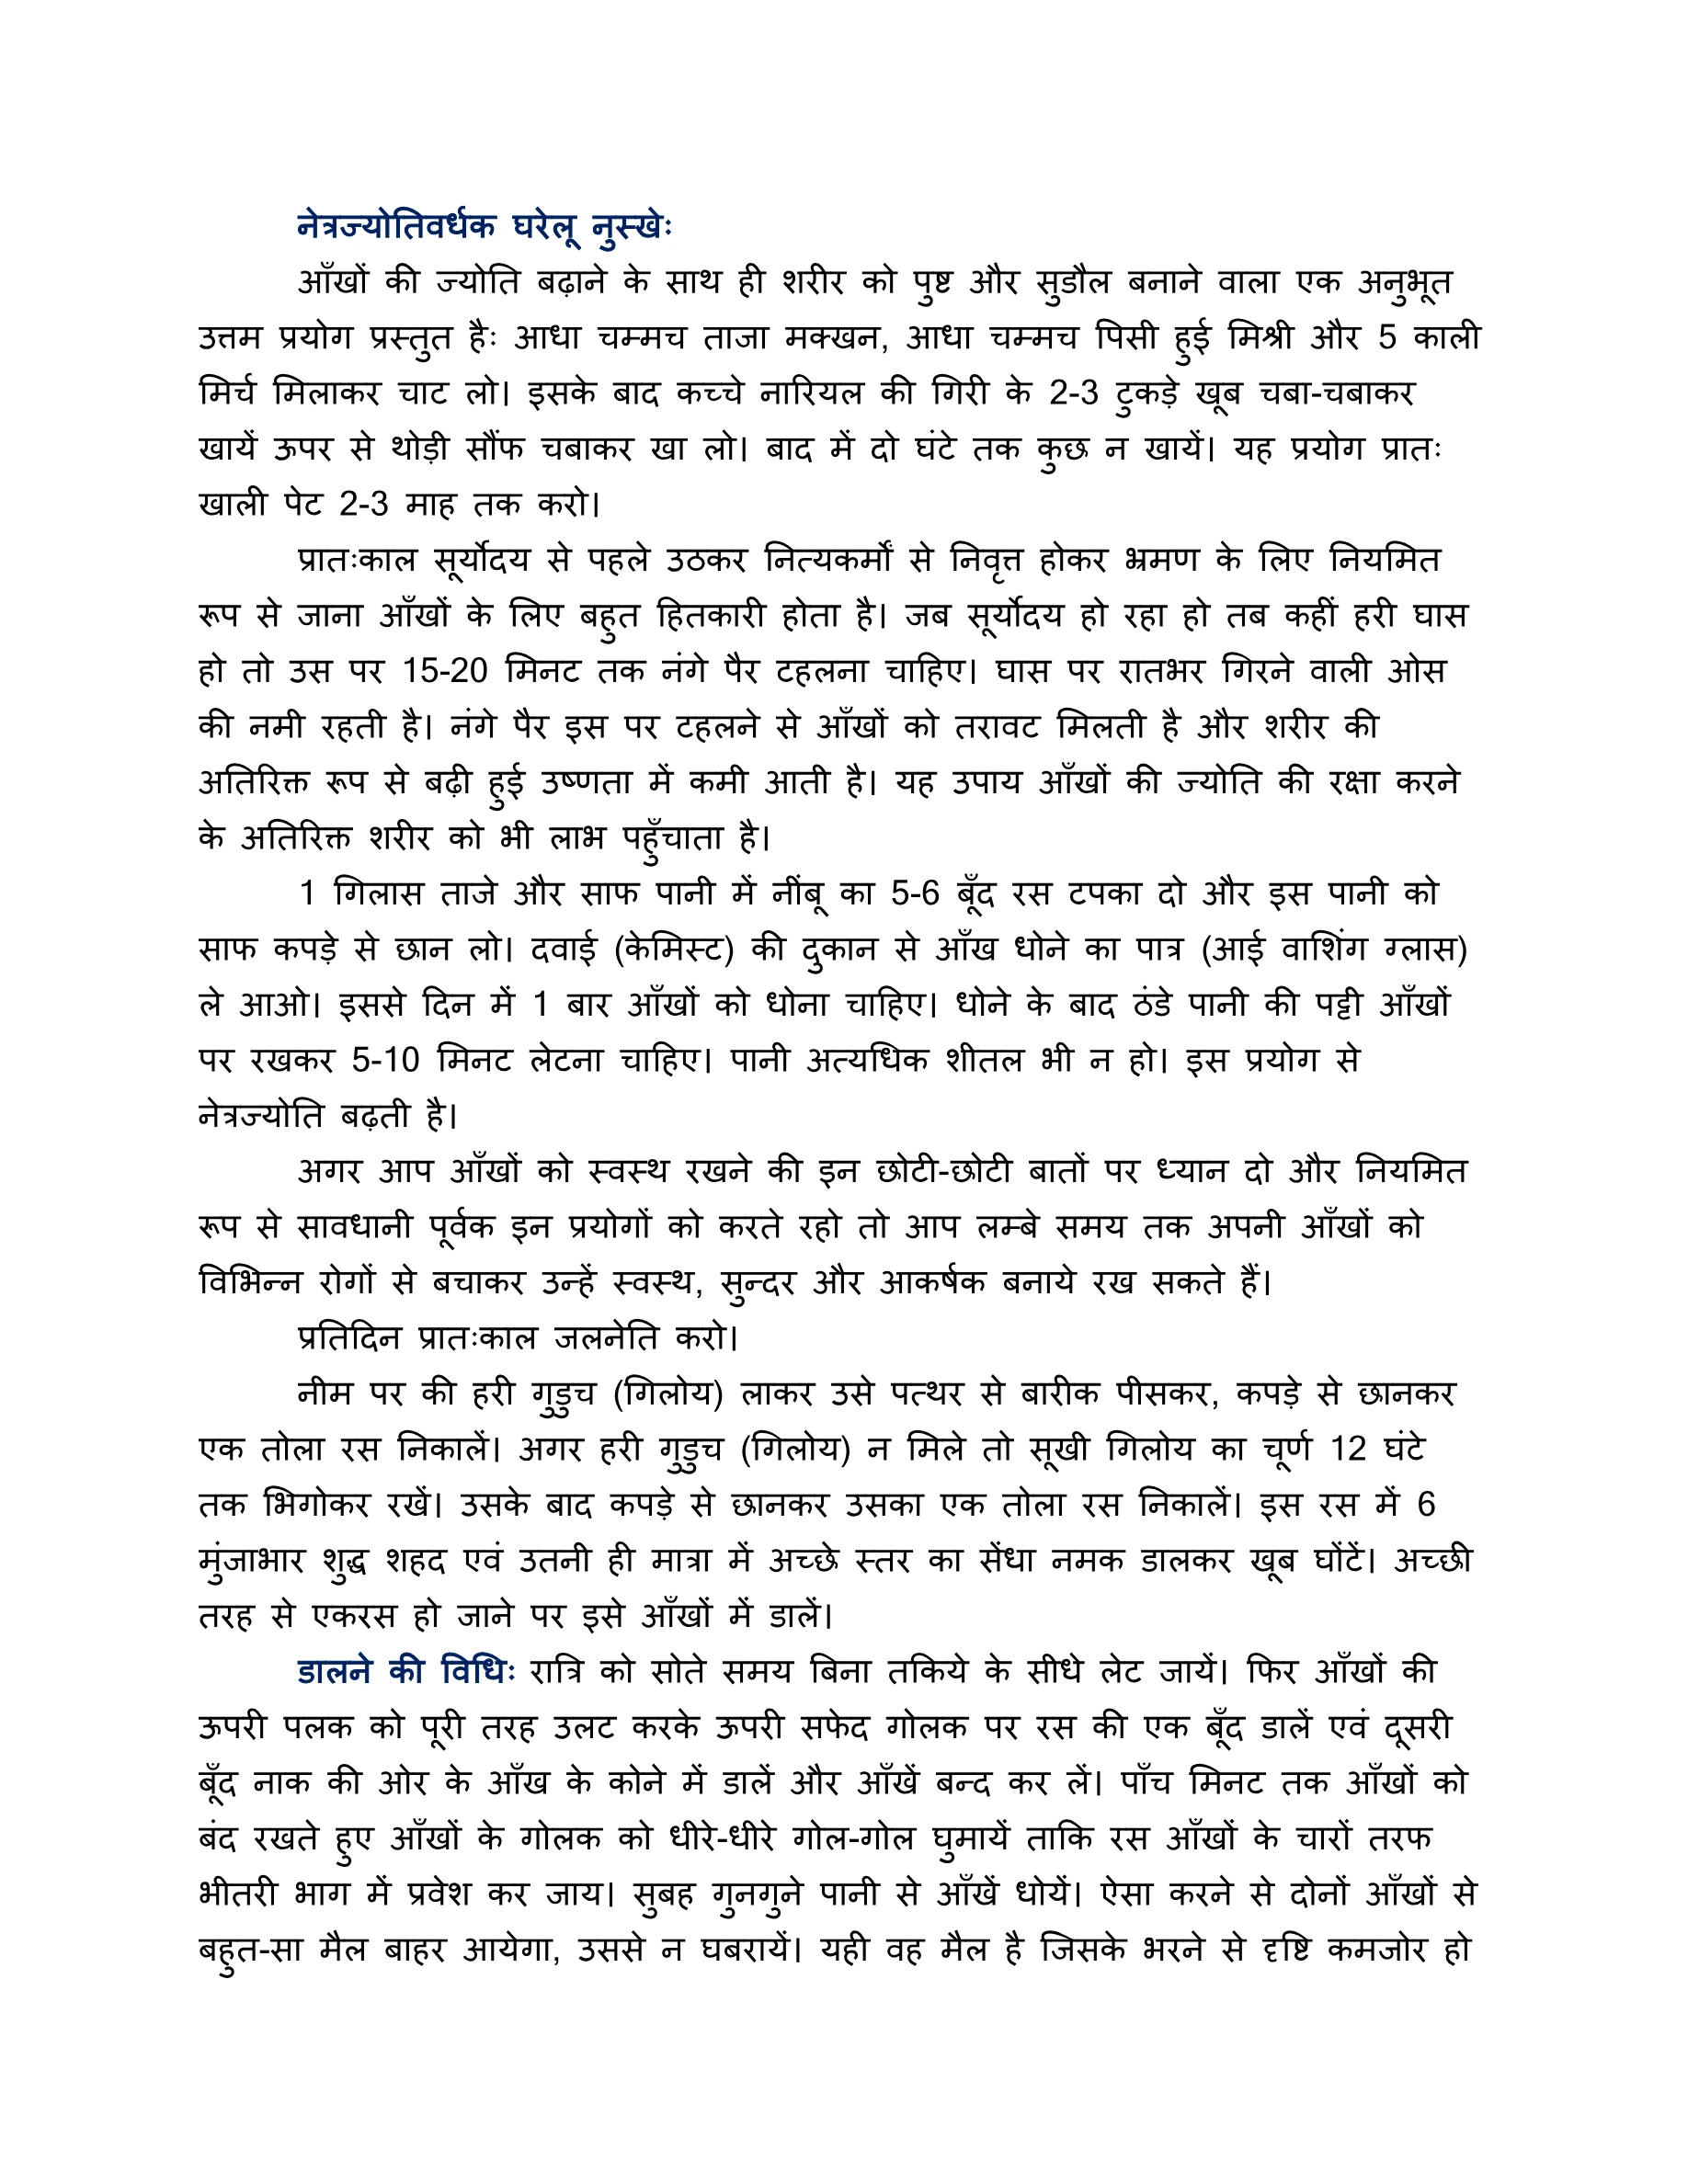 नेत्रज्योतिवर्धक घरेलू नुस्खेः
आँखों की ज्योति बढ़ाने के साथ ही शरीर को पुष्ट और सुडौल बनाने वाला एक अनुभूत
उत्तम प्रयोग प्रस्तुत हैः आधा चम्मच ताजा मक्खन, आधा चम्मच पिसी हुई मिश्री और 5 काली
मिर्च मिलाकर चाट लो। इसके बाद कच्चे नारियल की गिरी के 2-3 टुकड़े खूब चबा-चबाकर
खायें ऊपर से थोड़ी सौंफ चबाकर खा लो। बाद में दो घंटे तक कुछ न खायें। यह प्रयोग प्रातः
खाली पेट 2-3 माह तक करो।
प्रातःकाल सूर्योदय से पहले उठकर नित्यकर्मों से निवृत्त होकर भ्रमण के लिए नियमित
रूप से जाना आँखों के लिए बहुत हितकारी होता है। जब सूर्योदय हो रहा हो तब कहीं हरी घास
हो तो उस पर 15-20 मिनट तक नंगे पैर टहलना चाहिए। घास पर रातभर गिरने वाली ओस
की नमी रहती है। नंगे पैर इस पर टहलने से आँखों को तरावट मिलती है और शरीर की
अतिरिक्त रूप से बढ़ी हुई उष्णता में कमी आती है। यह उपाय आँखों की ज्योति की रक्षा करने
के अतिरिक्त शरीर को भी लाभ पहुँचाता है।
1 गिलास ताजे और साफ पानी में नींबू का 5-6 बूँद रस टपका दो और इस पानी को
साफ कपड़े से छान लो। दवाई (केमिस्ट) की दुकान से आँख धोने का पात्र (आई वाशिंग ग्लास)
ले आओ। इससे दिन में 1 बार आँखों को धोना चाहिए। धोने के बाद ठंडे पानी की पट्टी आँखों
पर रखकर 5-10 मिनट लेटना चाहिए। पानी अत्यधिक शीतल भी न हो। इस प्रयोग से
नेत्रज्योति बढ़ती है।
अगर आप आँखों को स्वस्थ रखने की इन छोटी-छोटी बातों पर ध्यान दो और नियमित
रूप से सावधानी पूर्वक इन प्रयोगों को करते रहो तो आप लम्बे समय तक अपनी आँखों को
विभिन्न रोगों से बचाकर उन्हें स्वस्थ, सुन्दर और आकर्षक बनाये रख सकते हैं।
प्रतिदिन प्रातःकाल जलनेति करो।
नीम पर की हरी गुडुच (गिलोय) लाकर उसे पत्थर से बारीक पीसकर, कपड़े से छानकर
एक तोला रस निकालें। अगर हरी गुडुच (गिलोय) न मिले तो सूखी गिलोय का चूर्ण 12 घंटे
तक भिगोकर रखें। उसके बाद कपड़े से छानकर उसका एक तोला रस निकालें। इस रस में 6
मुंजाभार शुद्ध शहद एवं उतनी ही मात्रा में अच्छे स्तर का सेंधा नमक डालकर खूब घोंटें। अच्छी
तरह से एकरस हो जाने पर इसे आँखों में डालें।
डालने की विधिः रात्रि को सोते समय बिना तकिये के सीधे लेट जायें। फिर आँखों की
ऊपरी पलक को पूरी तरह उलट करके ऊपरी सफेद गोलक पर रस की एक बूँद डालें एवं दूसरी
बूँद नाक की ओर के आँख के कोने में डालें और आँखें बन्द कर लें। पाँच मिनट तक आँखों को
बंद रखते हुए आँखों के गोलक को धीरे-धीरे गोल-गोल घुमायें ताकि रस आँखों के चारों तरफ
भीतरी भाग में प्रवेश कर जाय। सुबह गुनगुने पानी से आँखें धोयें। ऐसा करने से दोनों आँखों से
बहुत-सा मैल बाहर आयेगा, उससे न घबरायें। यही वह मैल है जिसके भरने से दृष्टि कमजोर हो